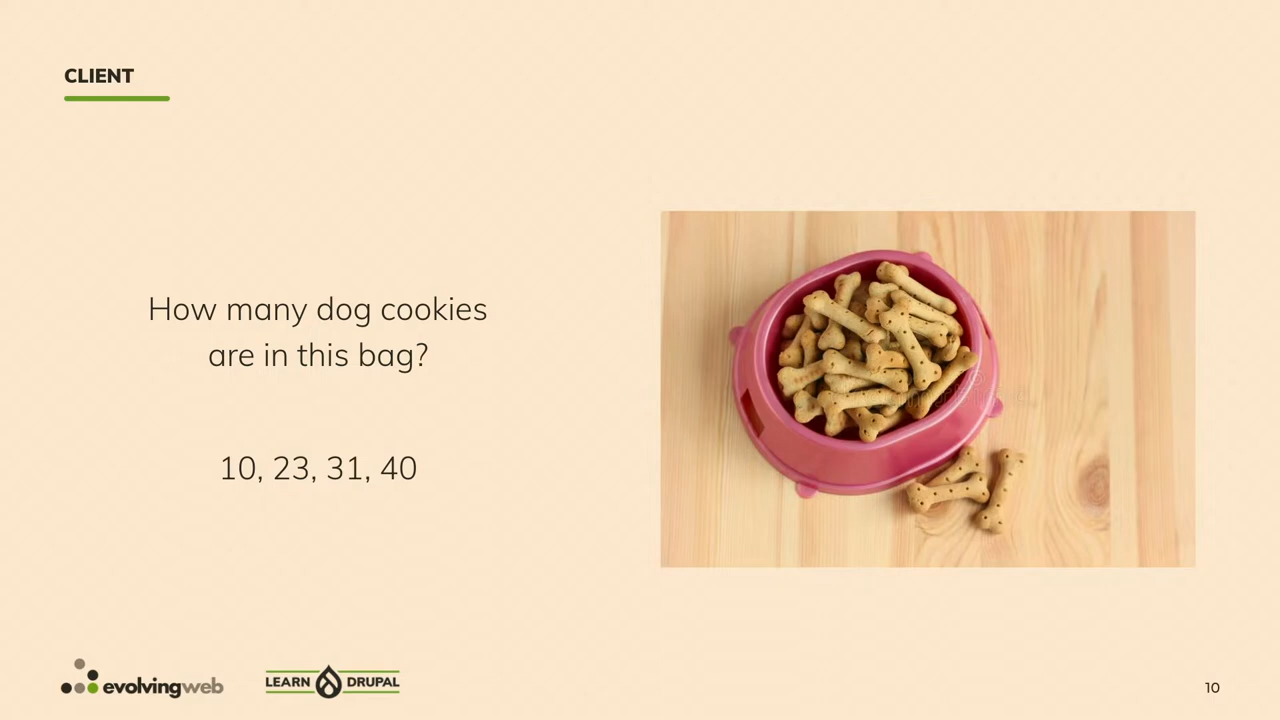 CLIENT
How many dog cookies
are in this bag?
10, 23, 31, 40
evolvingweb
LEARN DRUPAL
10